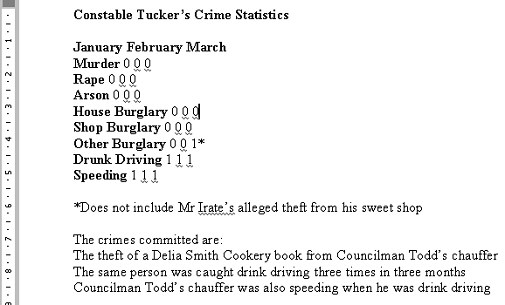 Constable Tucker's Crime Statistics
January February March
Murder 0 0 0
Rape 0 0 0
Arson 0 0 0
House Burglary 0 0 0
Shop Burglary 0 0 0
Other Burglary 0 0 1*
Drunk Driving 1 1 1
Speeding 1 1 1
*Does not include Mr Irate's alleged theft from his sweet shop
The crimes committed are:
The theft of a Delia Smith Cookery book from Councilman Todd's chauffer
The same person was caught drink driving three times in three months
Councilman Todd's chauffer was also speeding when he was drink driving